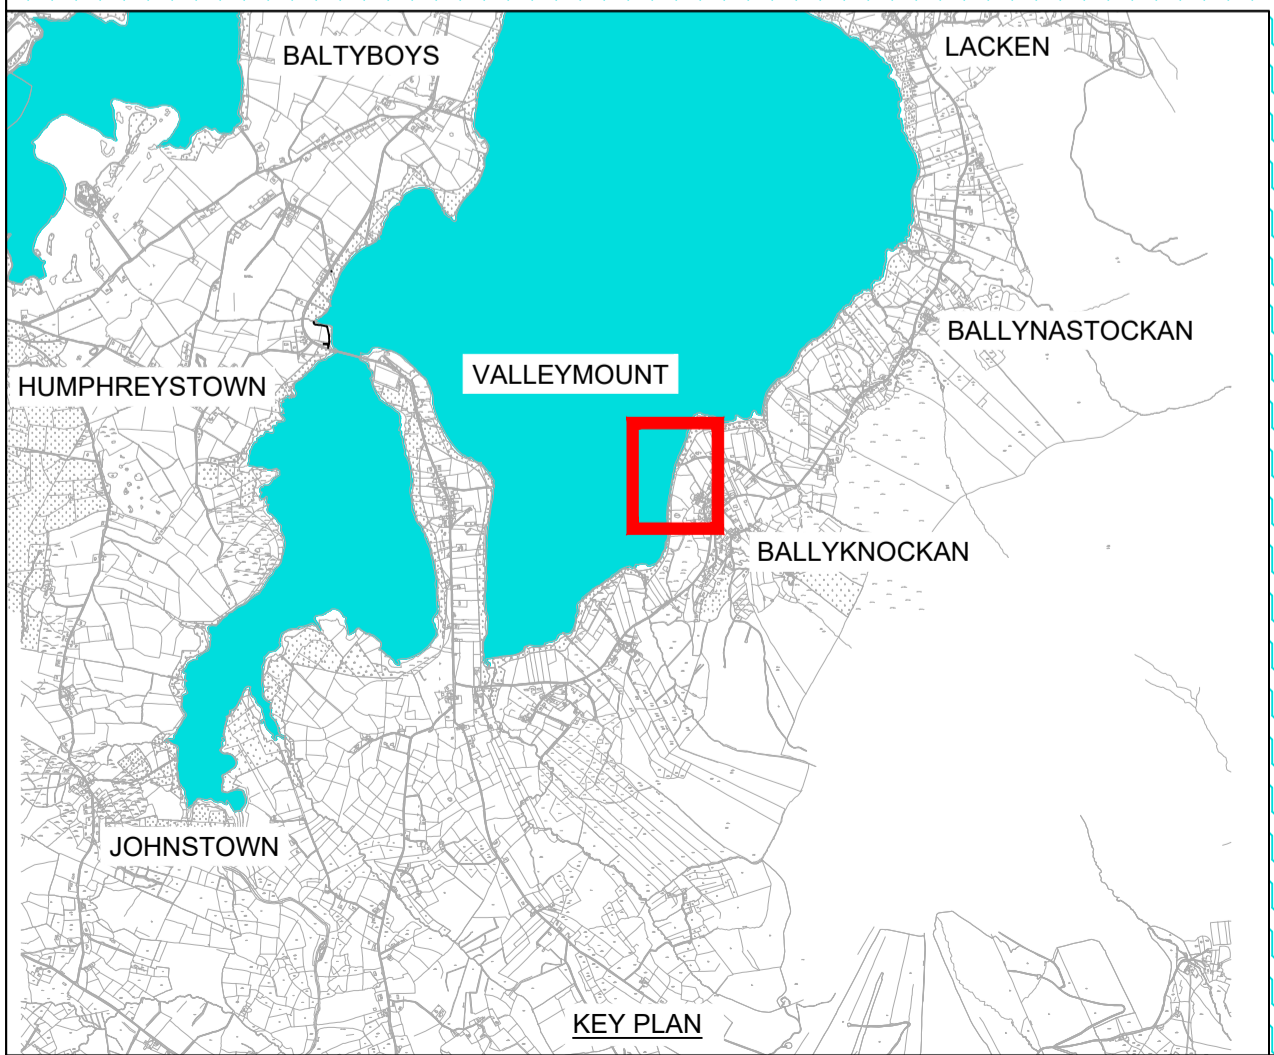 LACKEN
BALTYBOYS
BALLYNASTOCKAN
VALLEYMOUNT
HUMPHREYSTOWN
BALLYKNOCKAN
JOHNSTOWN
KEY PLAN